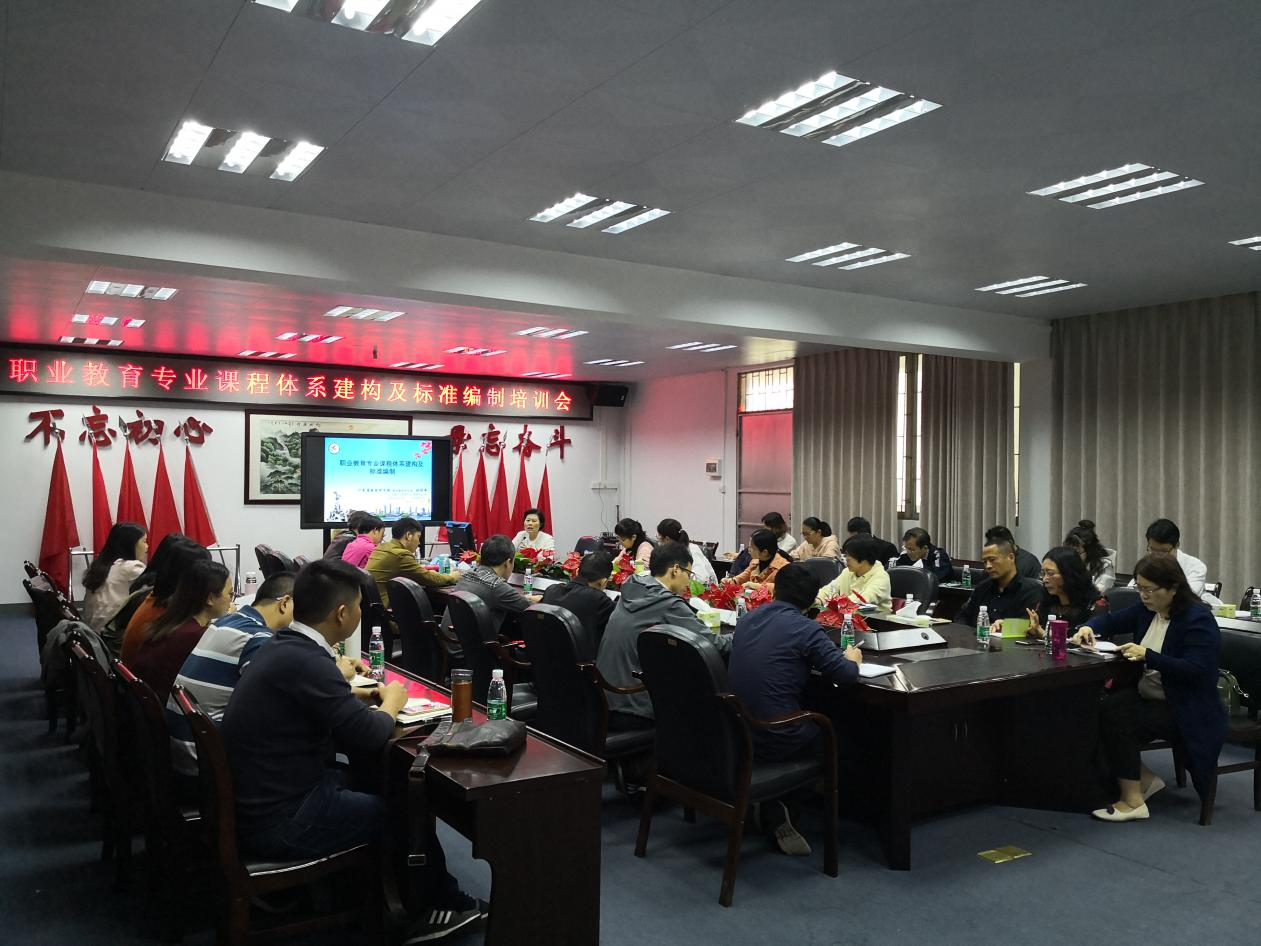 职业教育专业课程体系建构及标准编制培训会
不忘初心
忘奋斗
职业教育专业课程体系建构及
标准编制